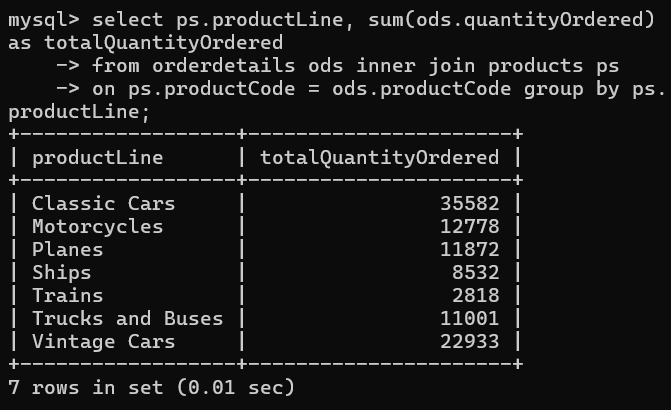 mysql> select ps.productLine, sum(ods.quantityOrdered)
as totalQuantityOrdered
    -> from orderdetails ods inner join products ps
    -> on ps.productCode = ods.productCode group by ps.
productLine;
+------------------+----------------------+
| productLine      | totalQuantityOrdered |
+------------------+----------------------+
| Classic Cars     |                35582 |
| Motorcycles      |                12778 |
| Planes           |                11872 |
| Ships            |                 8532 |
| Trains           |                 2818 |
| Trucks and Buses |                11001 |
| Vintage Cars     |                22933 |
+------------------+----------------------+
7 rows in set (0.01 sec)